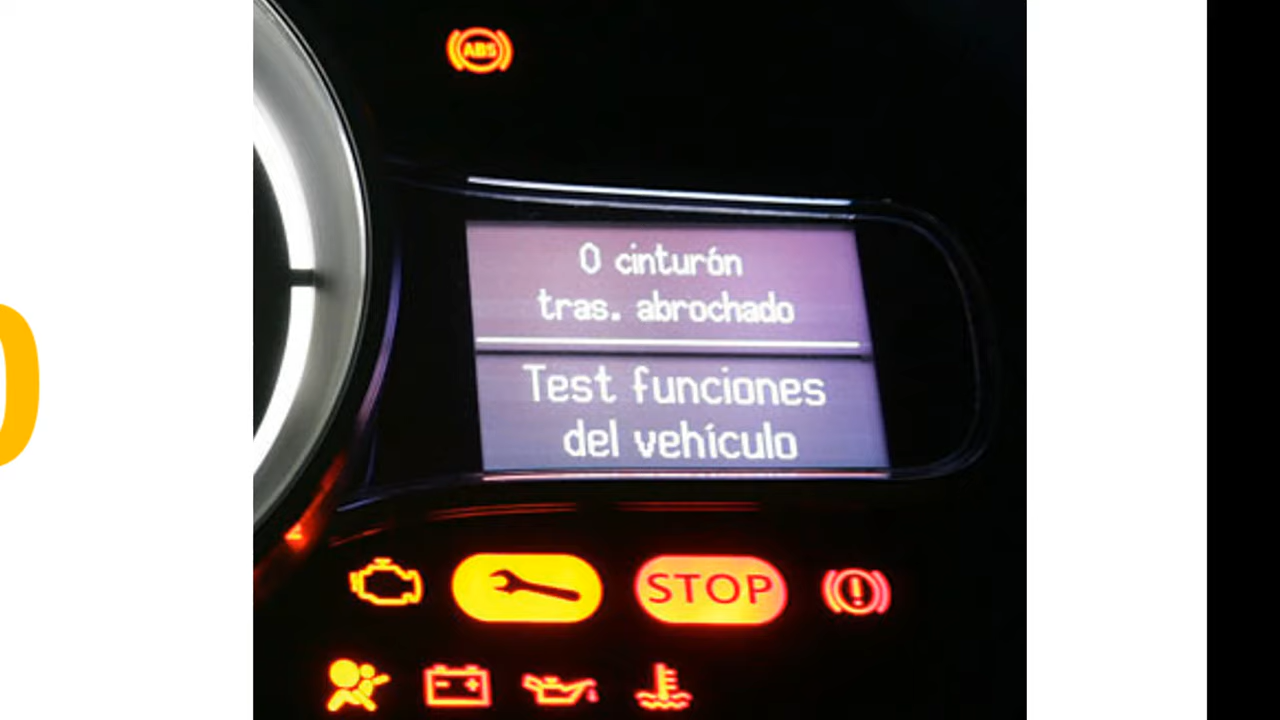 ABS
0 cinturón
tras. abrochado
Test funciones
del vehículo
STOP